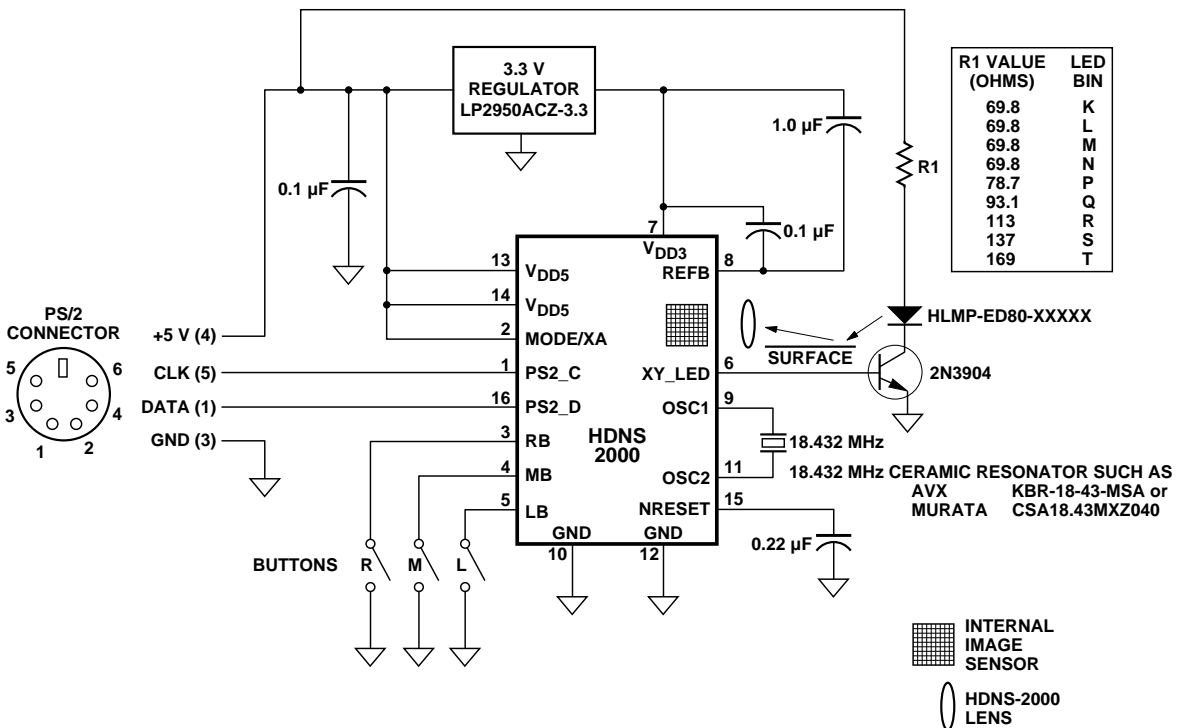 3.3 V
REGULATOR
LP2950ACZ-3.3
R1 VALUE
(OHMS)
LED
BIN
69.8 K
69.8 L
69.8 M
69.8 N
78.7 P
93.1 Q
113 R
137 S
169 T
1.0 µF
R1
0.1 µF
0.1 µF
7
VDD3
13
VDD5
8
REFB
14
VDD5
2
MODE/XA
HLMP-ED80-XXXXX
SURFACE
PS/2
CONNECTOR
5
6
3
4
1
2
+5 V (4)
CLK (5)
DATA (1)
GND (3)
1
PS2_C
6
XY_LED
2N3904
16
PS2_D
9
OSC1
3
RB
HDNS
2000
18.432 MHz
4
MB
11
OSC2
18.432 MHz CERAMIC RESONATOR SUCH AS
AVX KBR-18-43-MSA or
MURATA CSA18.43MXZ040
5
LB
15
NRESET
GND
10
GND
12
0.22 µF
BUTTONS R M L
INTERNAL
IMAGE
SENSOR
HDNS-2000
LENS